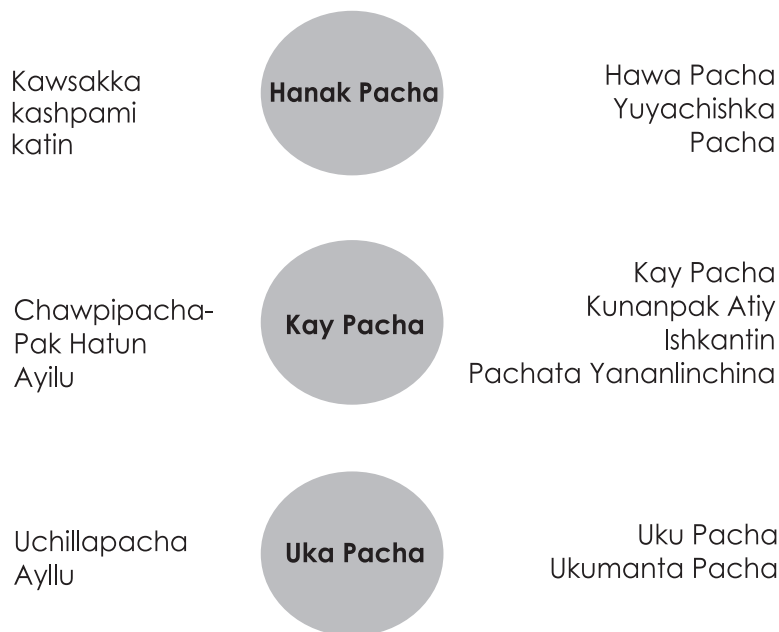 Kawsakka
kashpami
katin
Hanak Pacha
Hawa Pacha
Yuyachishka
Pacha
Chawpipacha-
Pak Hatun
Ayilu
Kay Pacha
Kay Pacha
Kunanpak Atiy
Ishkantin
Pachata Yananlinchina
Uchillapacha
Ayllu
Uka Pacha
Uku Pacha
Ukumanta Pacha